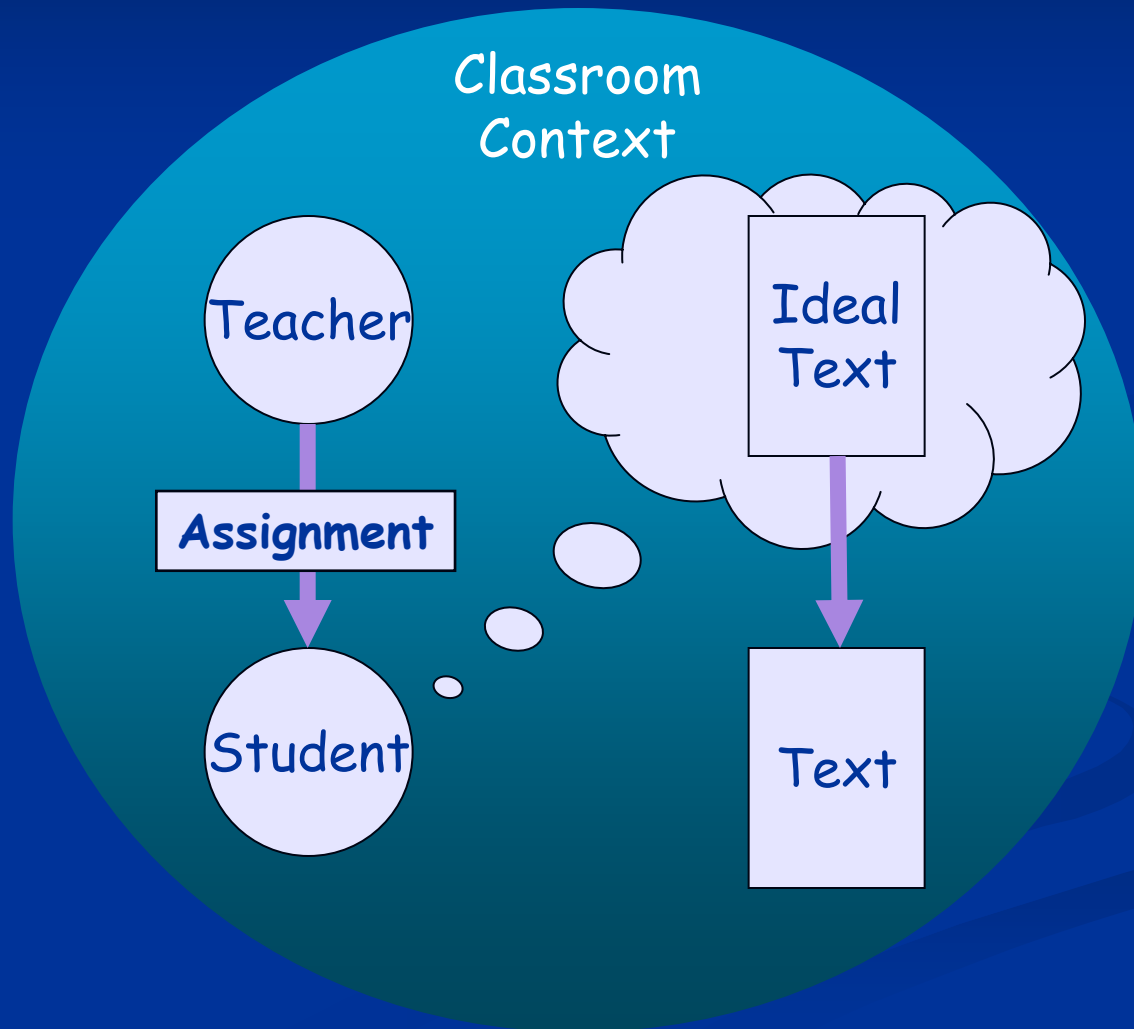 Classroom
Context
Teacher
Ideal
Text
Assignment
Student
Text